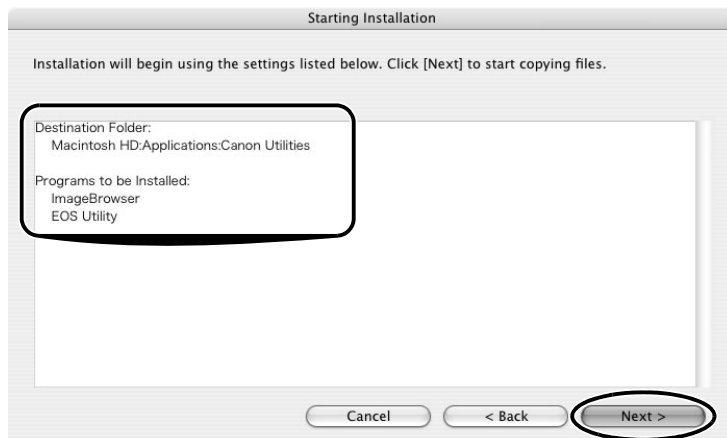 Starting Installation
Installation will begin using the settings listed below. Click [Next] to start copying files.
Destination Folder:
Macintosh HD:Applications:Canon Utilities
Programs to be Installed:
ImageBrowser
EOS Utility
Cancel
< Back
Next >